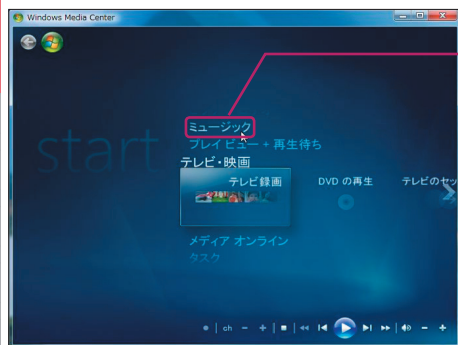 Windows Media Center
start
ミュージック
プレイビュー + 再生待ち
テレビ・映画
テレビ録画
DVD の再生
テレビのセッ
メディア オンライン
タスク
ch − +
− +